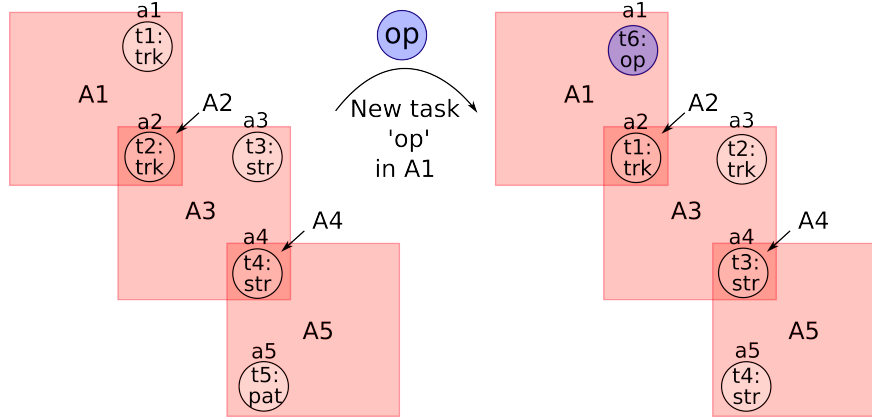 a1
t1:
trk
A1
A2
a2
t2:
trk
a3
t3:
str
A3
A4
a4
t4:
str
A5
a5
t5:
pat
op
New task
'op'
in A1
a1
t6:
op
A1
A2
a2
t1:
trk
a3
t2:
trk
A3
A4
a4
t3:
str
A5
a5
t4:
str